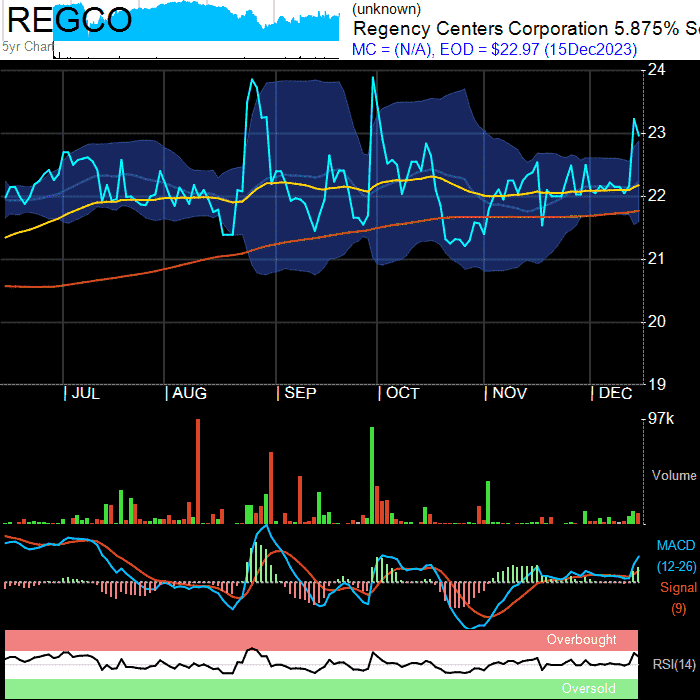 REGCO
5yr Chart
(unknown)
Regency Centers Corporation 5.875% Se
MC = (N/A), EOD = $22.97 (15Dec2023)
24
23
22
21
20
19
JUL
AUG
SEP
OCT
NOV
DEC
97k
Volume
MACD
(12-26)
Signal
(9)
Overbought
RSI(14)
Oversold